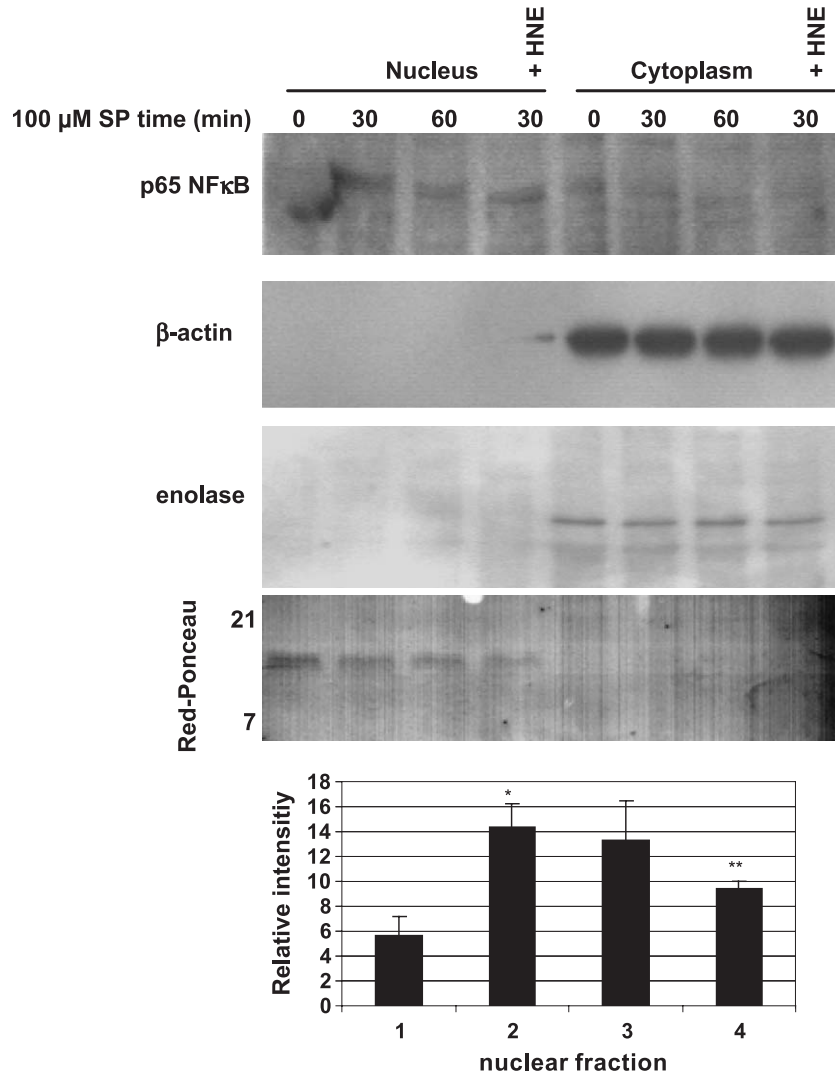 + HNE + HNE
Nucleus Cytoplasm
100 µM SP time (min) 0 30 60 30 0 30 60 30
p65 NFκB
β-actin
enolase
Red-Ponceau
21
7
18
16
14
12
10
8
6
4
2
0
Relative intensitiy
*
**
1 2 3 4
nuclear fraction